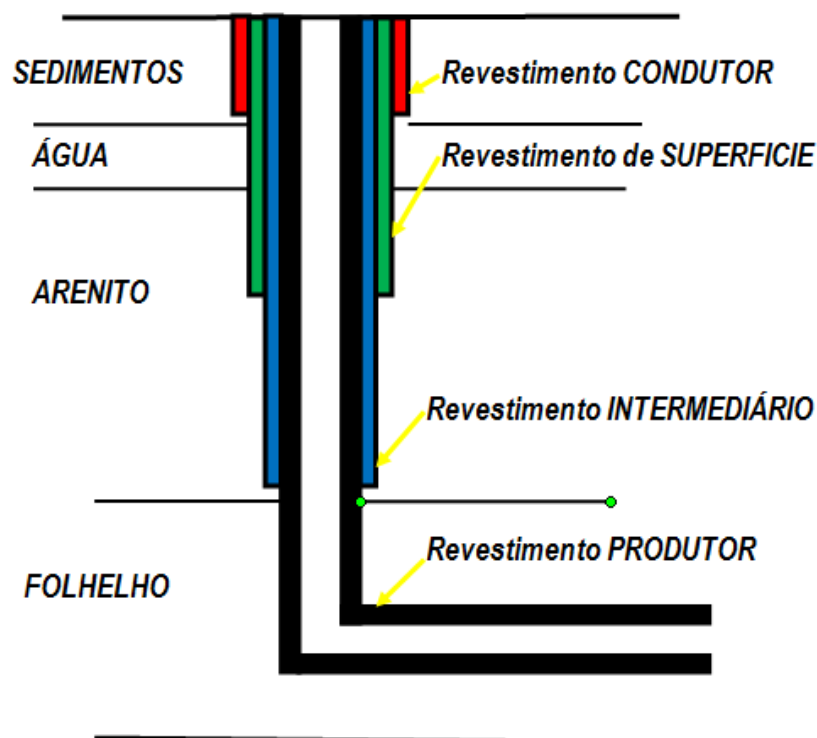 SEDIMENTOS
Revestimento CONDUTOR
ÁGUA
Revestimento de SUPERFICIE
ARENITO
Revestimento INTERMEDIÁRIO
Revestimento PRODUTOR
FOLHELHO